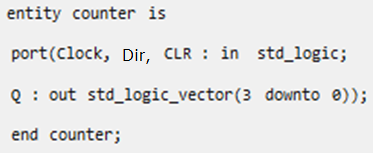 entity counter is
port(Clock, Dir, CLR : in std_logic;
Q : out std_logic_vector(3 downto 0));
end counter;